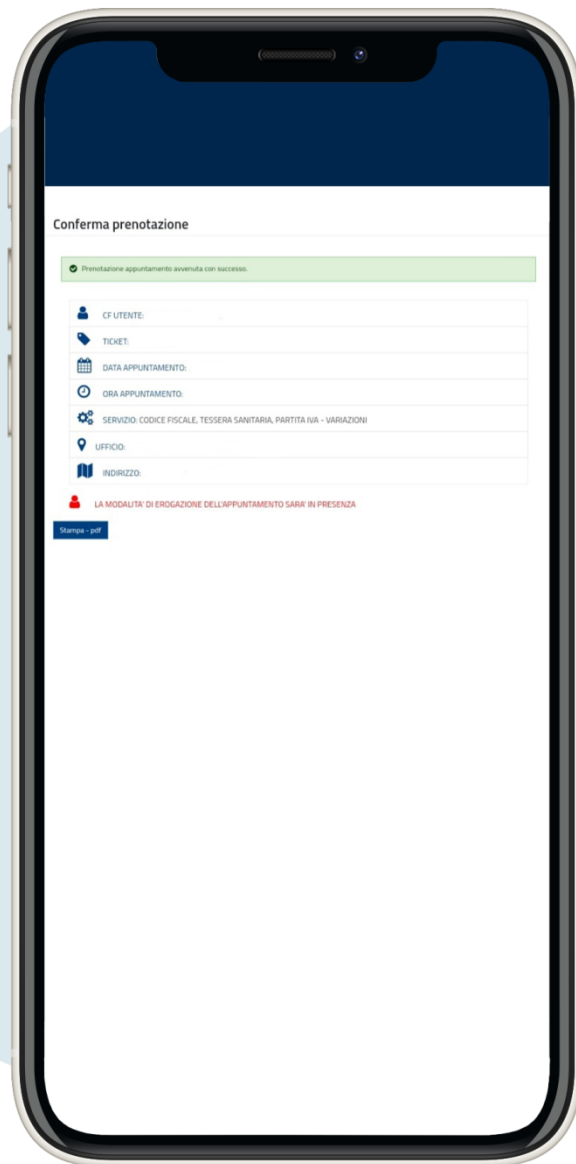 Conferma prenotazione
Prenotazione appuntamento avvenuta con successo.
CF UTENTE:
TICKET:
DATA APPUNTAMENTO:
ORA APPUNTAMENTO:
SERVIZIO: CODICE FISCALE, TESSERA SANITARIA, PARTITA IVA - VARIAZIONI
UFFICIO:
INDIRIZZO:
LA MODALITA' DI EROGAZIONE DELL'APPUNTAMENTO SARA' IN PRESENZA
Stampa - pdf